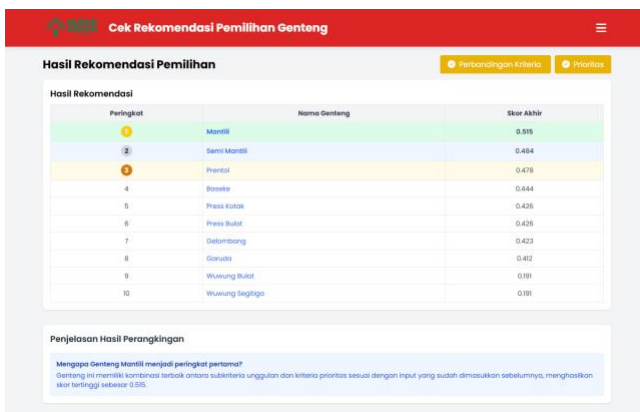 Cek Rekomendasi Pemilihan Genteng
Hasil Rekomendasi Pemilihan
Perbandingan Kriteria
Prioritas
Hasil Rekomendasi
Peringkat Nama Genteng Skor Akhir
1 Mantili 0.515
2 Semi Mantili 0.484
3 Prentol 0.478
4 Baseke 0.444
5 Press Kotak 0.426
6 Press Bulat 0.426
7 Gelombang 0.423
8 Garuda 0.412
9 Wuwung Bulat 0.191
10 Wuwung Segitiga 0.191
Penjelasan Hasil Perangkingan
Mengapa Genteng Mantili menjadi peringkat pertama?
Genteng ini memiliki kombinasi terbaik antara subkriteria unggulan dan kriteria prioritas sesuai dengan input yang sudah dimasukkan sebelumnya, menghasilkan
skor tertinggi sebesar 0.515.